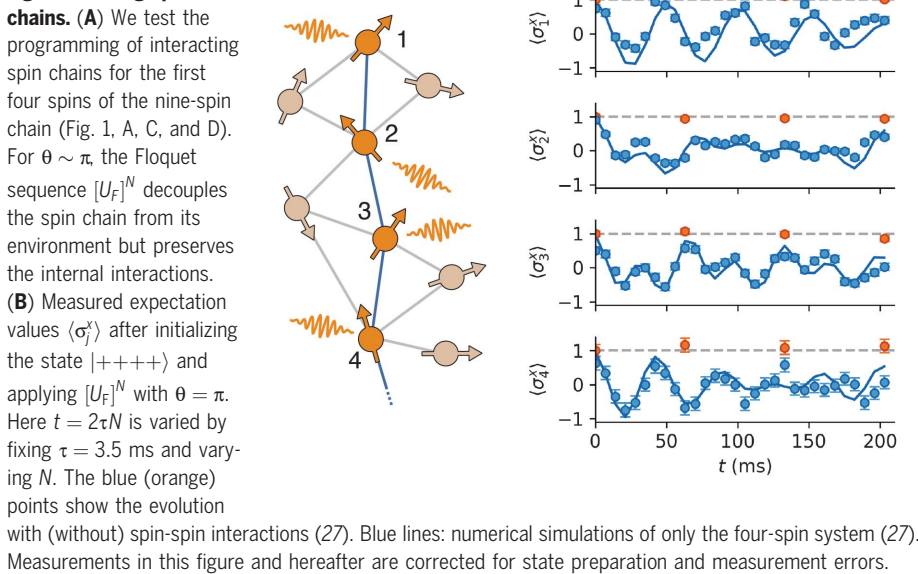 chains. (A) We test the
programming of interacting
spin chains for the first
four spins of the nine-spin
chain (Fig. 1, A, C, and D).
For θ ∼ π, the Floquet
sequence [U_F]^N decouples
the spin chain from its
environment but preserves
the internal interactions.
(B) Measured expectation
values ⟨σ_j^x⟩ after initializing
the state |++++⟩ and
applying [U_F]^N with θ = π.
Here t = 2τN is varied by
fixing τ = 3.5 ms and vary-
ing N. The blue (orange)
points show the evolution
with (without) spin-spin interactions (27). Blue lines: numerical simulations of only the four-spin system (27).
Measurements in this figure and hereafter are corrected for state preparation and measurement errors.
1
2
3
4
1
0
−1
⟨σ_1^x⟩
1
0
−1
⟨σ_2^x⟩
1
0
1
⟨σ_3^x⟩
1
0
−1
⟨σ_4^x⟩
0 50 100 150 200
t (ms)